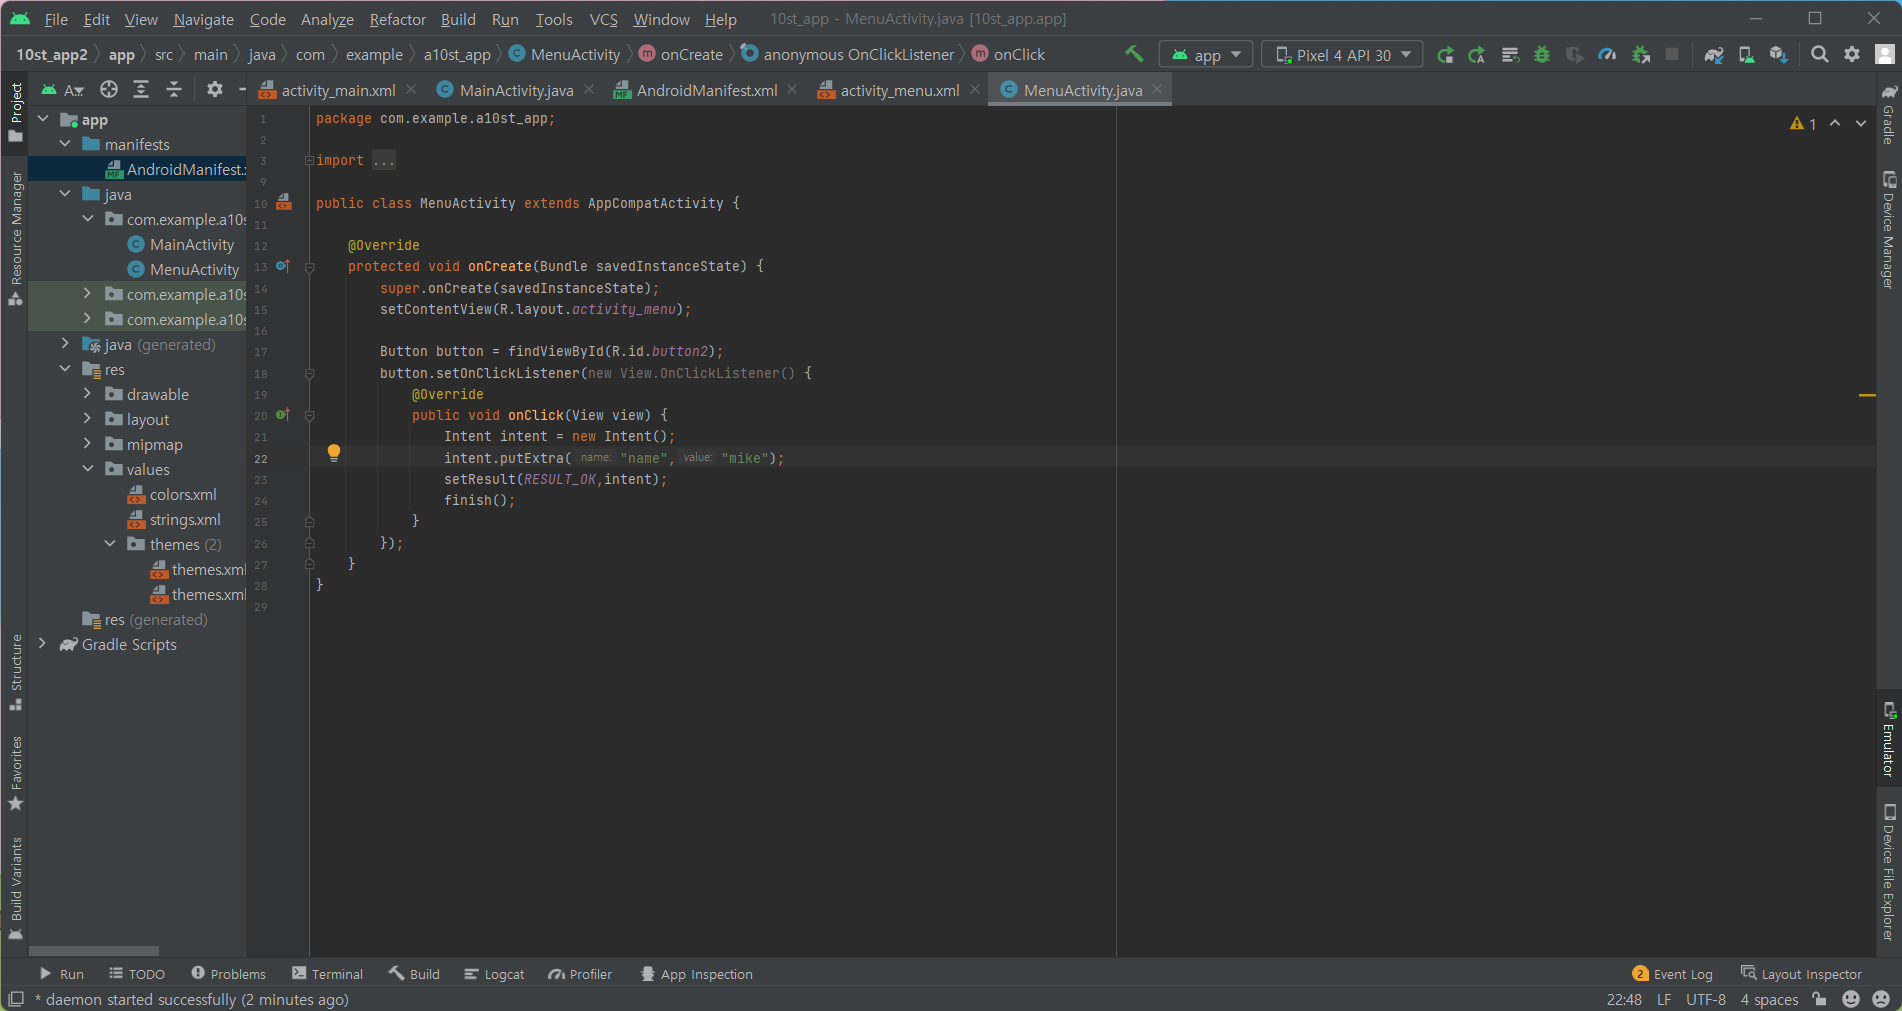 File Edit View Navigate Code Analyze Refactor Build Run Tools VCS Window Help 10st_app - MenuActivity.java [10st_app.app]
10st_app2 app src main java com example a10st_app MenuActivity onCreate anonymous OnClickListener onClick app Pixel 4 API 30
A
activity_main.xml MainActivity.java AndroidManifest.xml activity_menu.xml MenuActivity.java
Project
Resource Manager
Structure
Favorites
Build Variants
app
manifests
AndroidManifest.x
java
com.example.a10s
MainActivity
MenuActivity
com.example.a10s
com.example.a10s
java (generated)
res
drawable
layout
mipmap
values
colors.xml
strings.xml
themes (2)
themes.xml
themes.xml
res (generated)
Gradle Scripts
1 package com.example.a10st_app;
2
3 import ...
9
10 public class MenuActivity extends AppCompatActivity {
11
12 @Override
13 protected void onCreate(Bundle savedInstanceState) {
14 super.onCreate(savedInstanceState);
15 setContentView(R.layout.activity_menu);
16
17 Button button = findViewById(R.id.button2);
18 button.setOnClickListener(new View.OnClickListener() {
19 @Override
20 public void onClick(View view) {
21 Intent intent = new Intent();
22 intent.putExtra( name: "name", value: "mike");
23 setResult(RESULT_OK,intent);
24 finish();
25 }
26 });
27 }
28 }
29
1
Gradle
Device Manager
Emulator
Device File Explorer
Run TODO Problems Terminal Build Logcat Profiler App Inspection 2 Event Log Layout Inspector
* daemon started successfully (2 minutes ago) 22:48 LF UTF-8 4 spaces